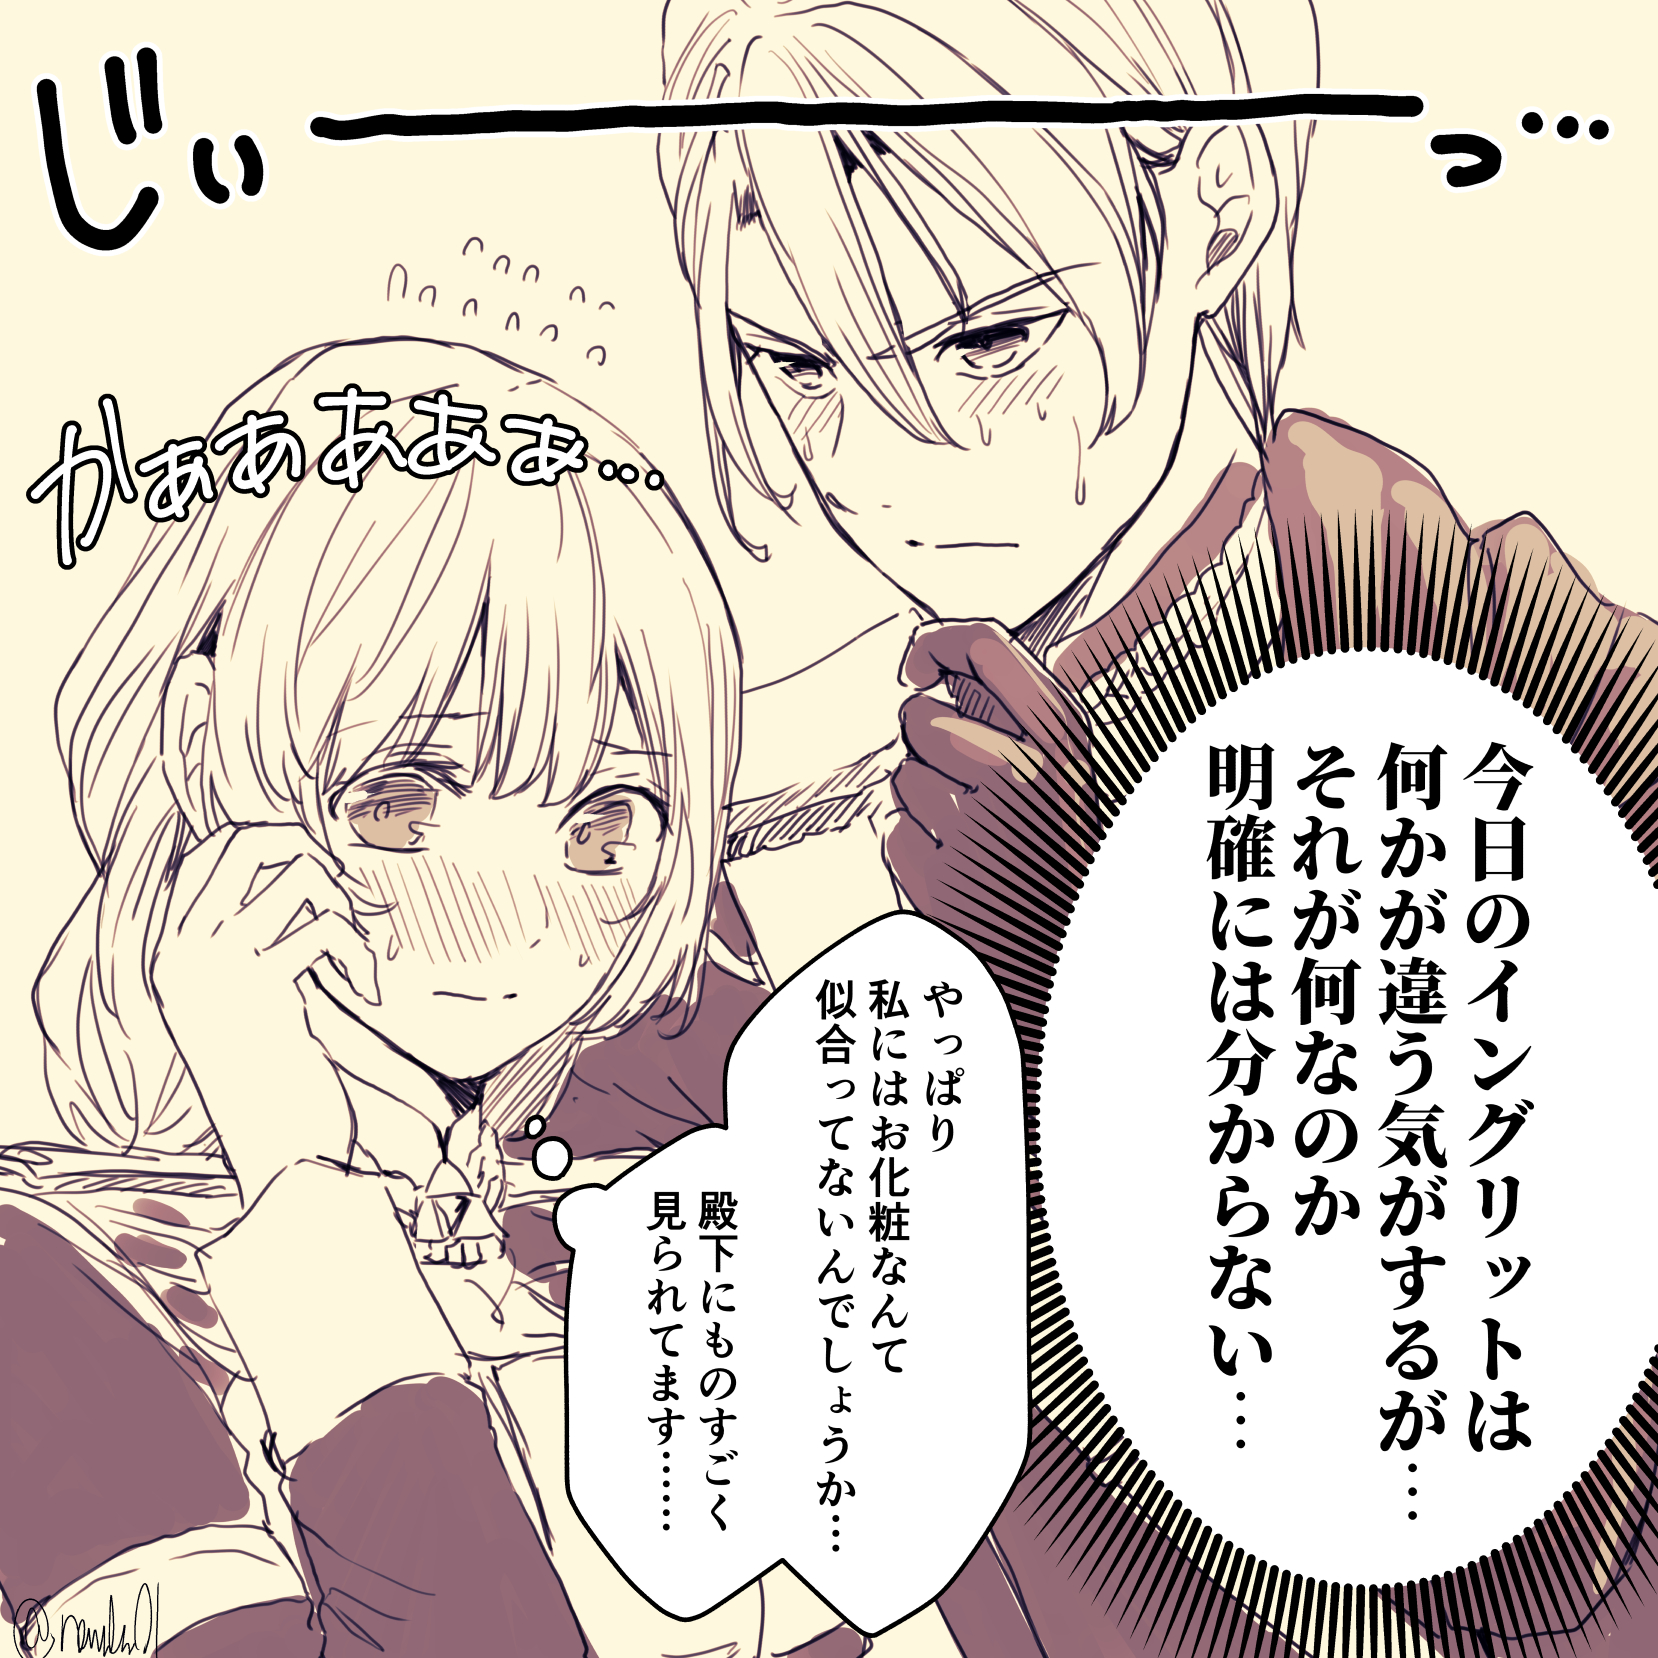 じぃーーーっ…
今日のイングリットは
何かが違う気がするが…
それが何なのか
明確には分からない…
かぁぁああぁ…
やっぱり
私にはお化粧なんて
似合ってないんでしょうか…
殿下にものすごく
見られてます……